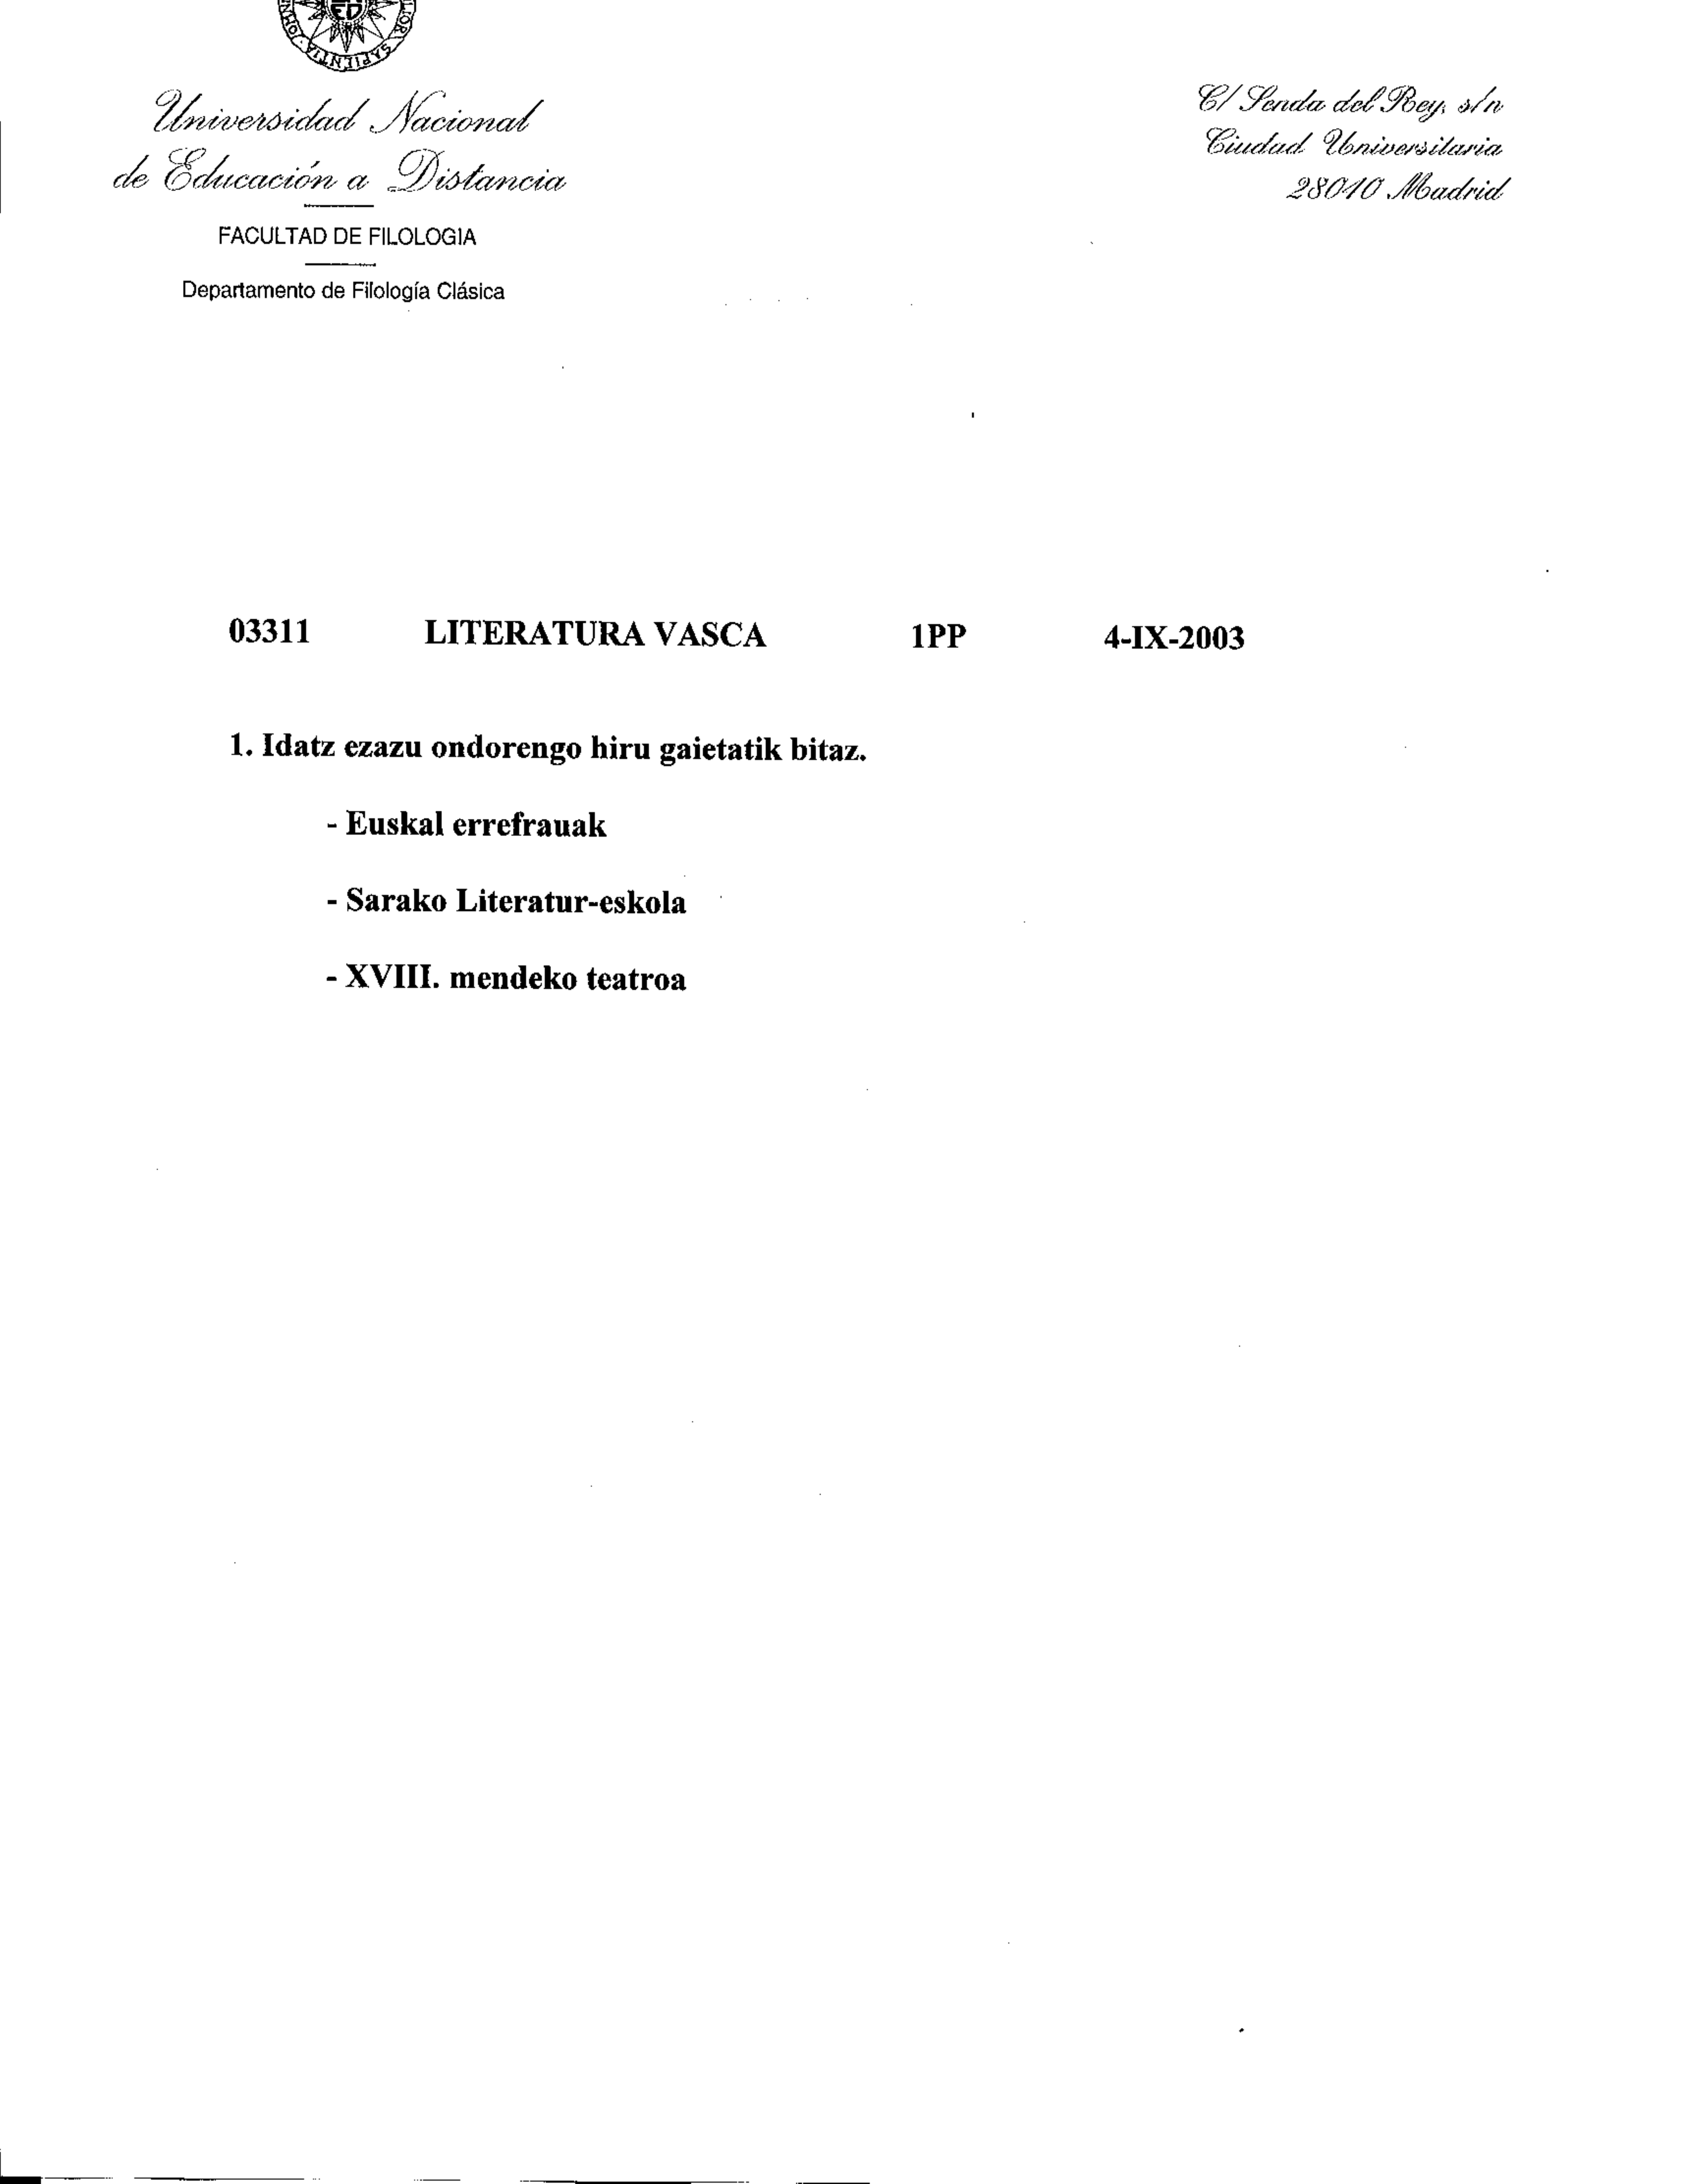 ED
SAPIENTIA
Universidad Nacional
de Educación a Distancia
FACULTAD DE FILOLOGIA
Departamento de Filología Clásica
C/ Senda del Rey, s/n
Ciudad Universitaria
28040 Madrid
03311 LITERATURA VASCA 1PP 4-IX-2003
1. Idatz ezazu ondorengo hiru gaietatik bitaz.
- Euskal errefrauak
- Sarako Literatur-eskola
- XVIII. mendeko teatroa